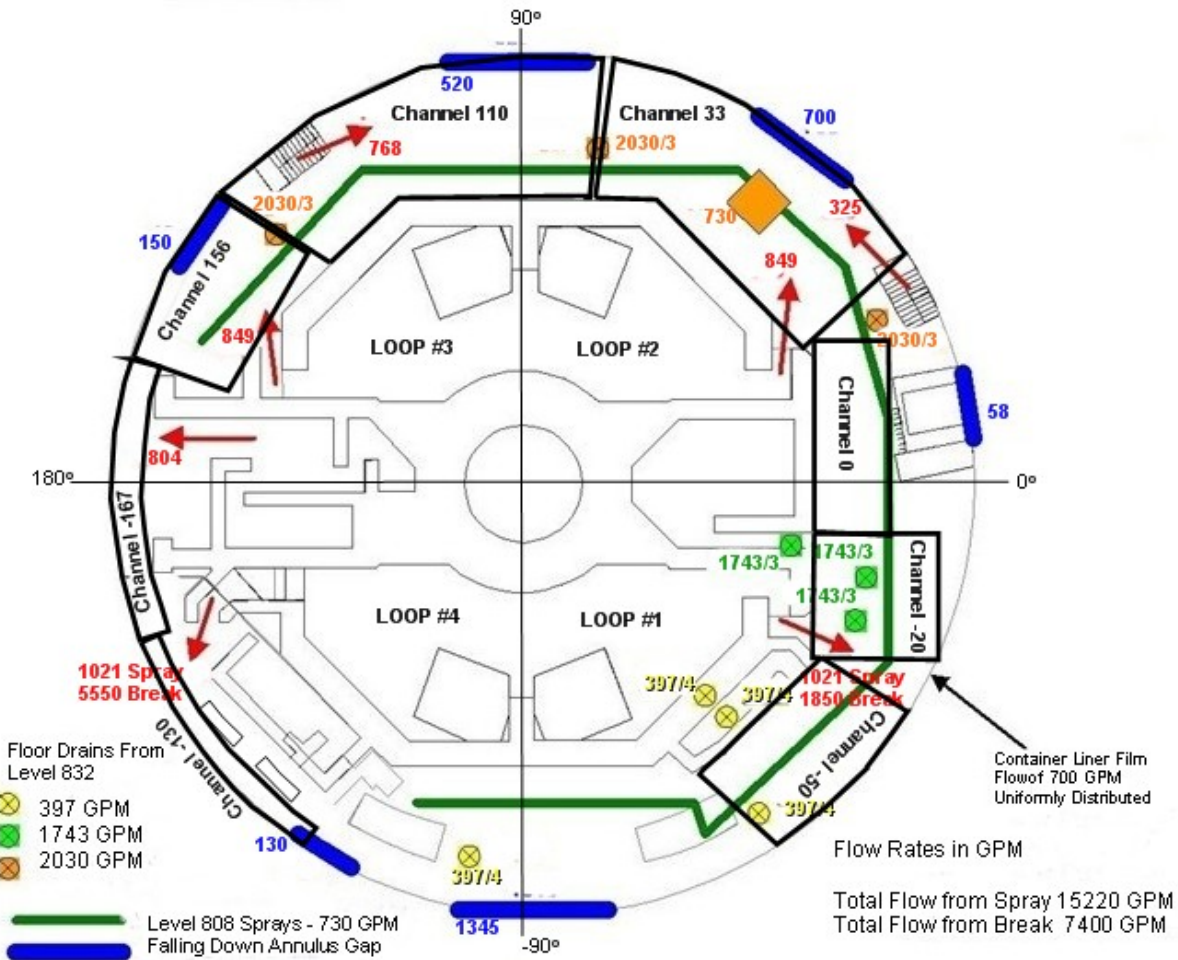 90º
520
Channel 110
Channel 33
700
768
2030/3
2030/3
730
325
150
Channel 156
849
849
LOOP #3
LOOP #2
2030/3
Channel 0
58
804
180º
0º
Channel -167
1743/3
1743/3
1743/3
Channel -20
LOOP #4
LOOP #1
1021 Spray
5550 Break
1021 Spray
1850 Break
397/4
397/4
Channel -130
Channel -50
Container Liner Film
Flowof 700 GPM
Uniformly Distributed
Floor Drains From
Level 832
397 GPM
1743 GPM
2030 GPM
130
397/4
397/4
Flow Rates in GPM
Total Flow from Spray 15220 GPM
Total Flow from Break 7400 GPM
Level 808 Sprays - 730 GPM
Falling Down Annulus Gap
1345
-90º